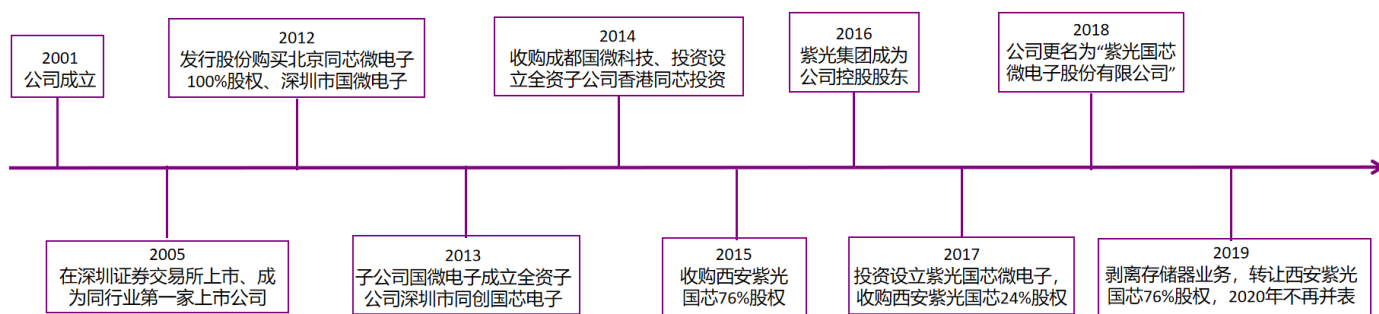 2001
公司成立
2012
发行股份购买北京同芯微电子
100%股权、深圳市国微电子
2014
收购成都国微科技、投资设
立全资子公司香港同芯投资
2016
紫光集团成为
公司控股股东
2018
公司更名为“紫光国芯
微电子股份有限公司”
2005
在深圳证券交易所上市、成
为同行业第一家上市公司
2013
子公司国微电子成立全资子
公司深圳市同创国芯电子
2015
收购西安紫光
国芯76%股权
2017
投资设立紫光国芯微电子，
收购西安紫光国芯24%股权
2019
剥离存储器业务，转让西安紫光
国芯76%股权，2020年不再并表